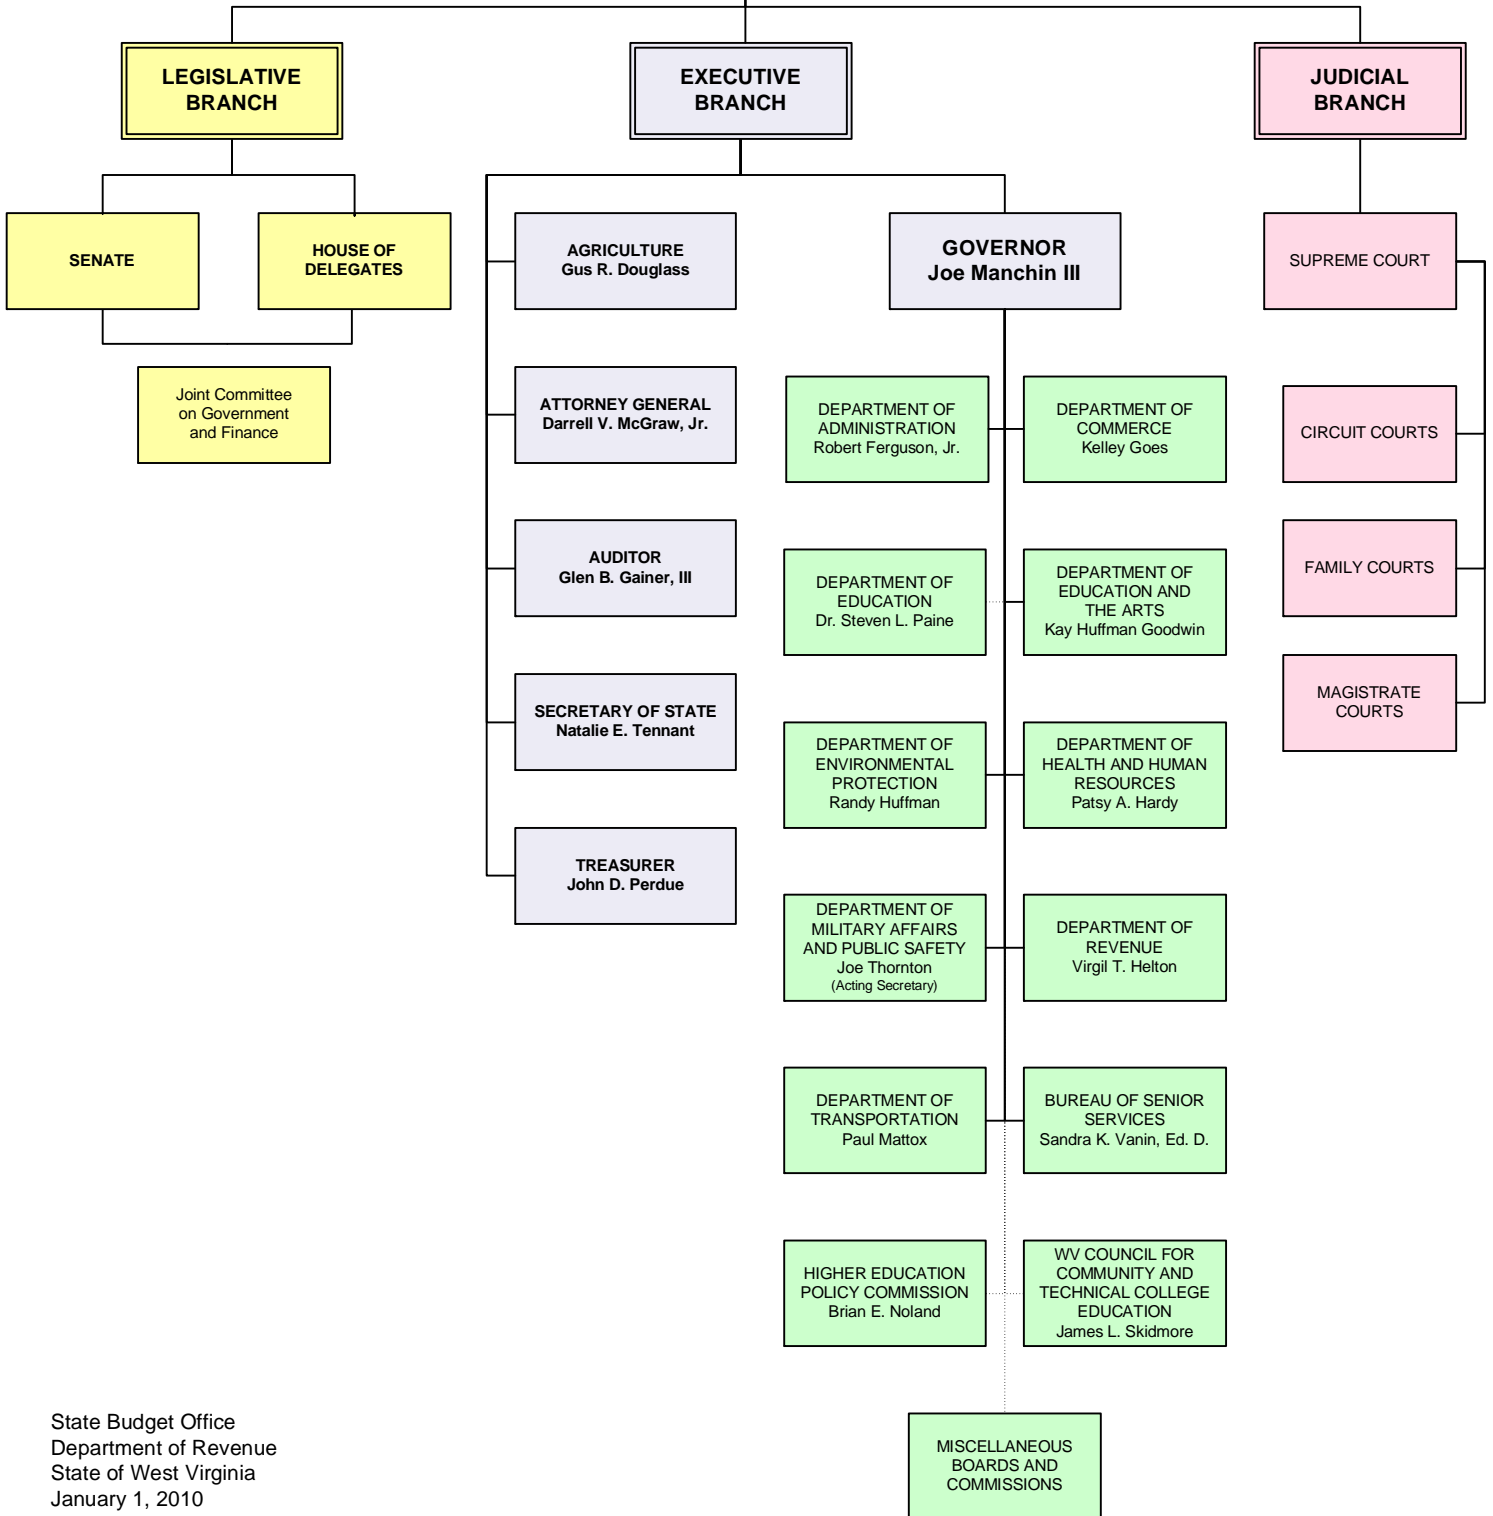 LEGISLATIVE
BRANCH
EXECUTIVE
BRANCH
JUDICIAL
BRANCH
SENATE
HOUSE OF
DELEGATES
Joint Committee
on Government
and Finance
AGRICULTURE
Gus R. Douglass
ATTORNEY GENERAL
Darrell V. McGraw, Jr.
AUDITOR
Glen B. Gainer, III
SECRETARY OF STATE
Natalie E. Tennant
TREASURER
John D. Perdue
GOVERNOR
Joe Manchin III
DEPARTMENT OF
ADMINISTRATION
Robert Ferguson, Jr.
DEPARTMENT OF
COMMERCE
Kelley Goes
DEPARTMENT OF
EDUCATION
Dr. Steven L. Paine
DEPARTMENT OF
EDUCATION AND
THE ARTS
Kay Huffman Goodwin
DEPARTMENT OF
ENVIRONMENTAL
PROTECTION
Randy Huffman
DEPARTMENT OF
HEALTH AND HUMAN
RESOURCES
Patsy A. Hardy
DEPARTMENT OF
MILITARY AFFAIRS
AND PUBLIC SAFETY
Joe Thornton
(Acting Secretary)
DEPARTMENT OF
REVENUE
Virgil T. Helton
DEPARTMENT OF
TRANSPORTATION
Paul Mattox
BUREAU OF SENIOR
SERVICES
Sandra K. Vanin, Ed. D.
HIGHER EDUCATION
POLICY COMMISSION
Brian E. Noland
WV COUNCIL FOR
COMMUNITY AND
TECHNICAL COLLEGE
EDUCATION
James L. Skidmore
MISCELLANEOUS
BOARDS AND
COMMISSIONS
SUPREME COURT
CIRCUIT COURTS
FAMILY COURTS
MAGISTRATE
COURTS
State Budget Office
Department of Revenue
State of West Virginia
January 1, 2010